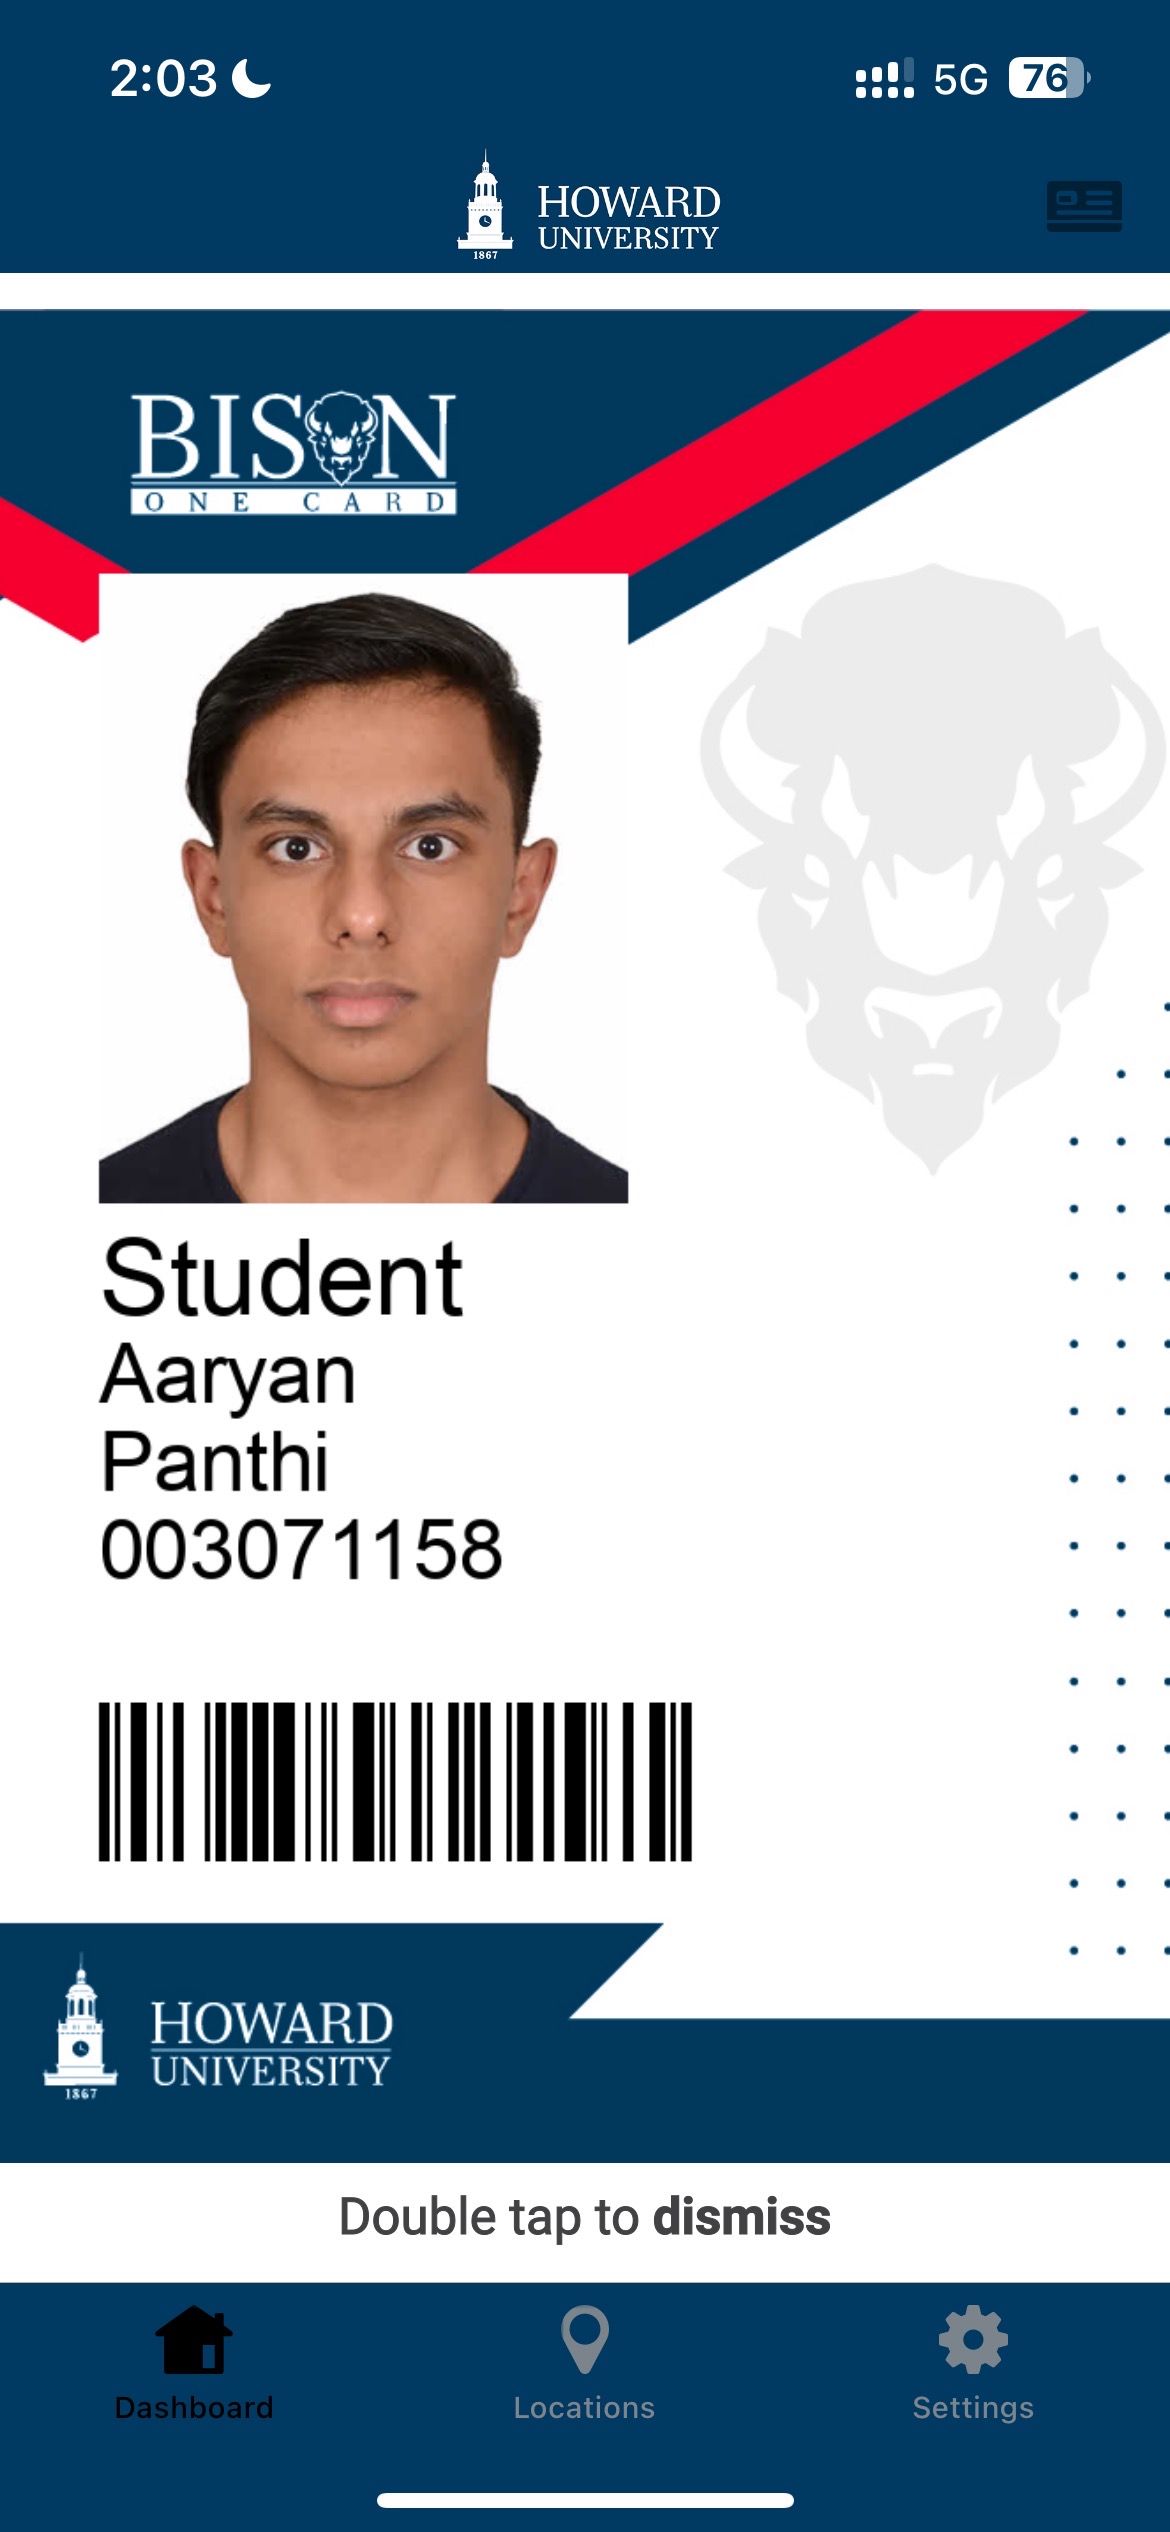 2:03 5G 76
HOWARD
UNIVERSITY
1867
BISON
ONE CARD
Student
Aaryan
Panthi
003071158
HOWARD
UNIVERSITY
1867
Double tap to dismiss
Dashboard Locations Settings